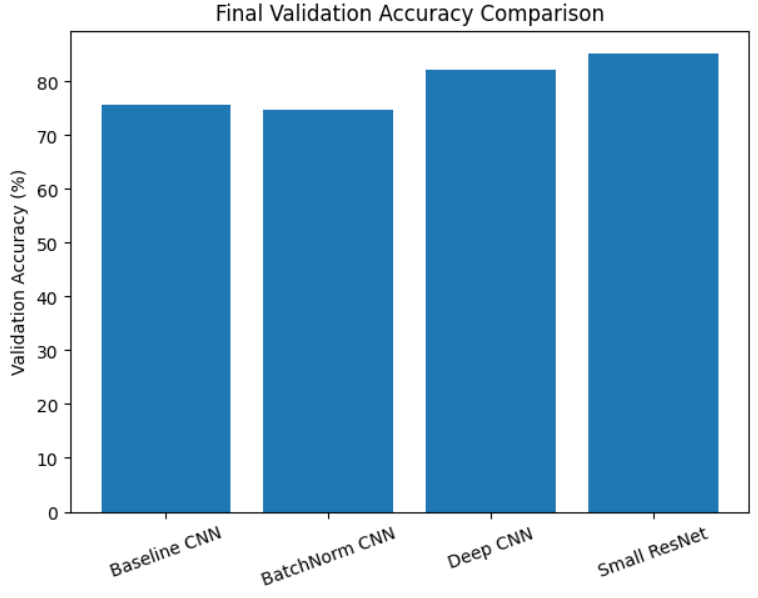 Final Validation Accuracy Comparison
Validation Accuracy (%)
80
70
60
50
40
30
20
10
0
Baseline CNN
BatchNorm CNN
Deep CNN
Small ResNet